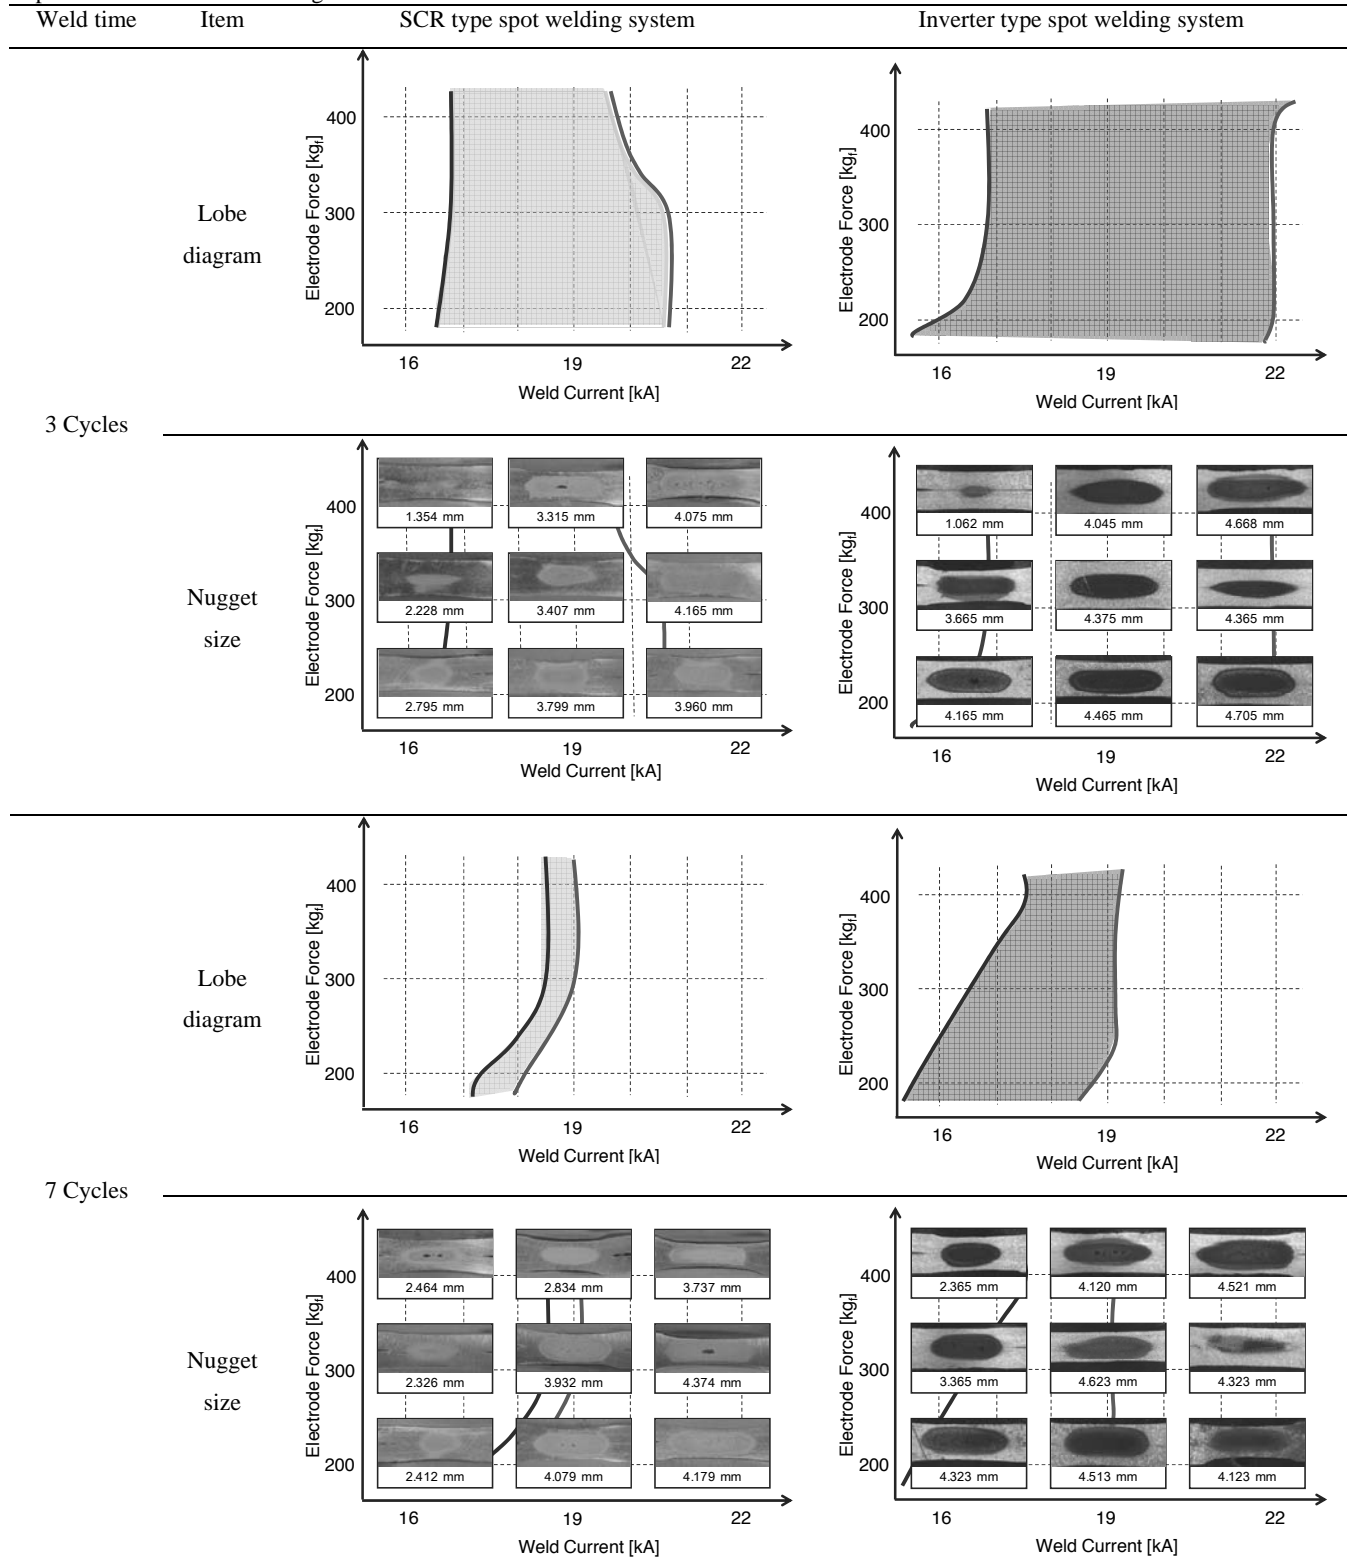 Weld time Item SCR type spot welding system Inverter type spot welding system
3 Cycles
Lobe
diagram
Electrode Force [kgf]
400
300
200
16 19 22
Weld Current [kA]
Electrode Force [kgf]
400
300
200
16 19 22
Weld Current [kA]
Nugget
size
Electrode Force [kgf]
400
300
200
1.354 mm 3.315 mm 4.075 mm
2.228 mm 3.407 mm 4.165 mm
2.795 mm 3.799 mm 3.960 mm
16 19 22
Weld Current [kA]
Electrode Force [kgf]
400
300
200
1.062 mm 4.045 mm 4.668 mm
3.665 mm 4.375 mm 4.365 mm
4.165 mm 4.465 mm 4.705 mm
16 19 22
Weld Current [kA]
7 Cycles
Lobe
diagram
Electrode Force [kgf]
400
300
200
16 19 22
Weld Current [kA]
Electrode Force [kgf]
400
300
200
16 19 22
Weld Current [kA]
Nugget
size
Electrode Force [kgf]
400
300
200
2.464 mm 2.834 mm 3.737 mm
2.326 mm 3.932 mm 4.374 mm
2.412 mm 4.079 mm 4.179 mm
16 19 22
Weld Current [kA]
Electrode Force [kgf]
400
300
200
2.365 mm 4.120 mm 4.521 mm
3.365 mm 4.623 mm 4.323 mm
4.323 mm 4.513 mm 4.123 mm
16 19 22
Weld Current [kA]